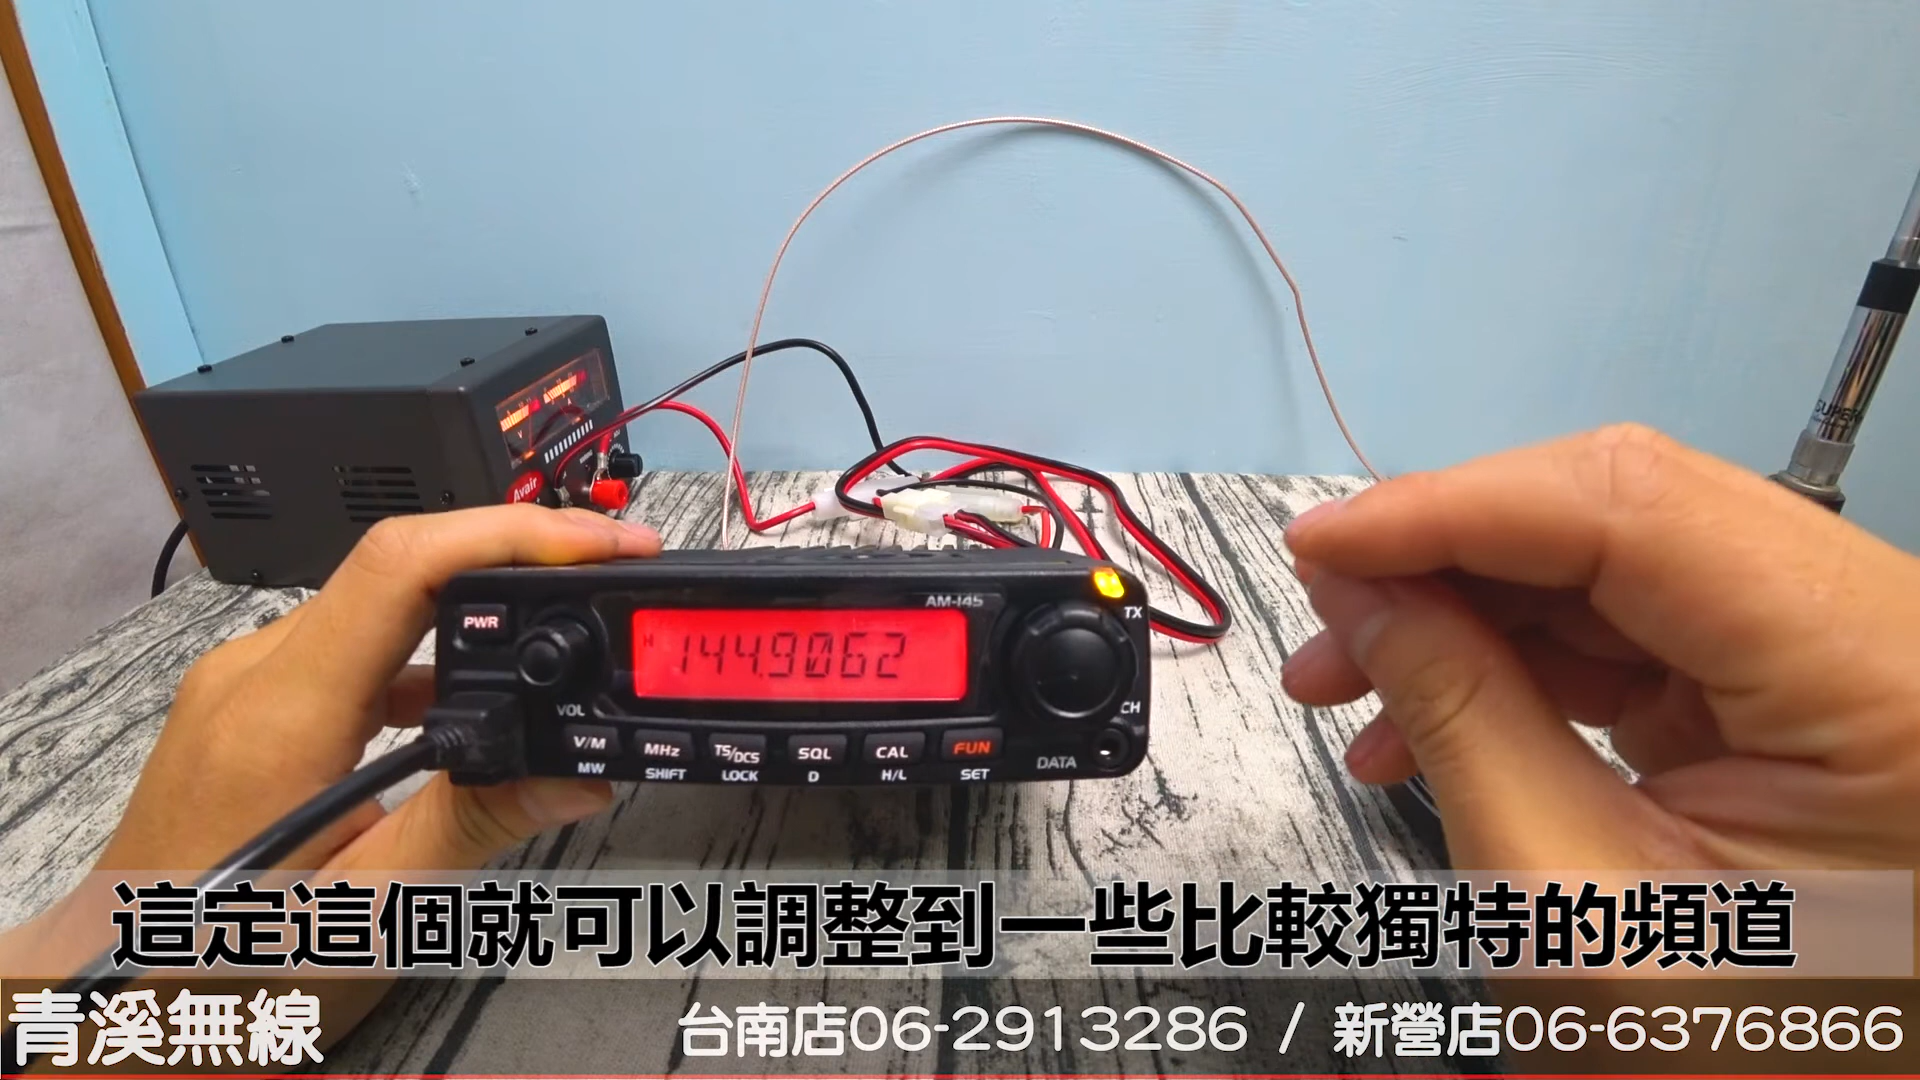 Avair
SUPER
AM-145
PWR
TX
H 144.9062
VOL
CH
V/M MHz TS/DCS SQL CAL FUN
MW SHIFT LOCK D H/L SET
DATA
這定這個就可以調整到一些比較獨特的頻道
青溪無線
台南店06-2913286 / 新營店06-6376866